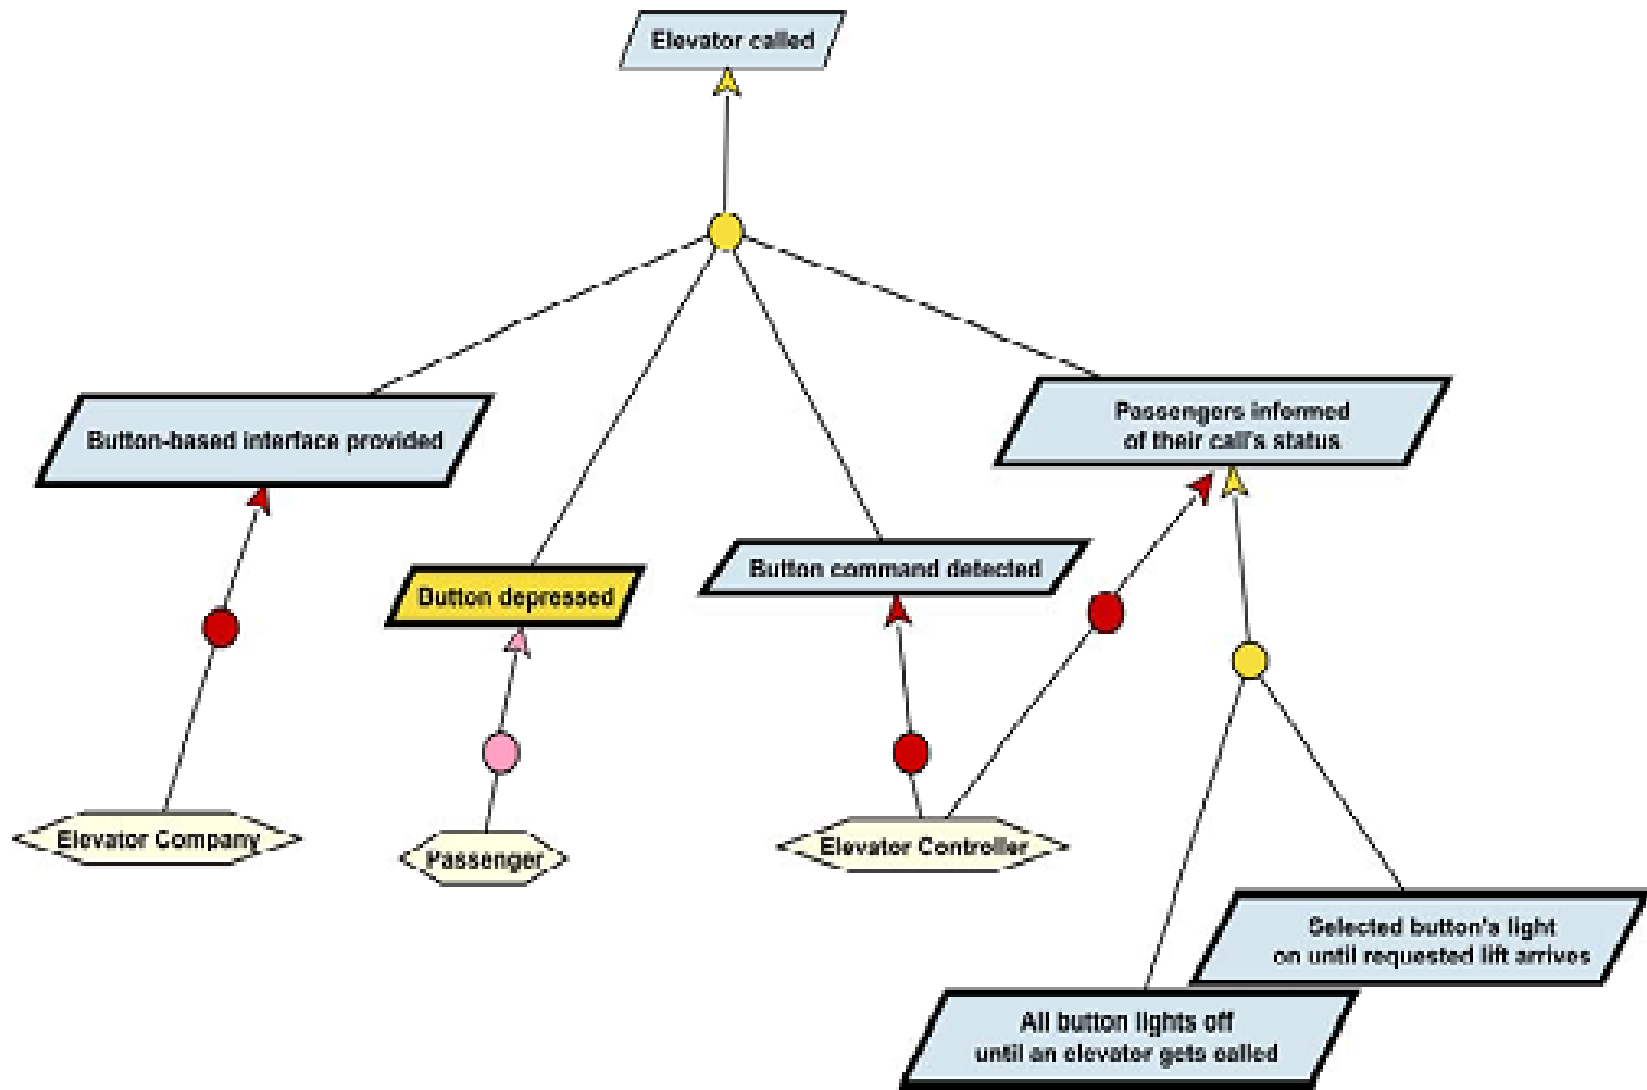 Elevator called
Button-based interface provided
Passengers informed
of their call's status
Button depressed
Button command detected
Elevator Company
Passenger
Elevator Controller
Selected button's light
on until requested lift arrives
All button lights off
until an elevator gets called